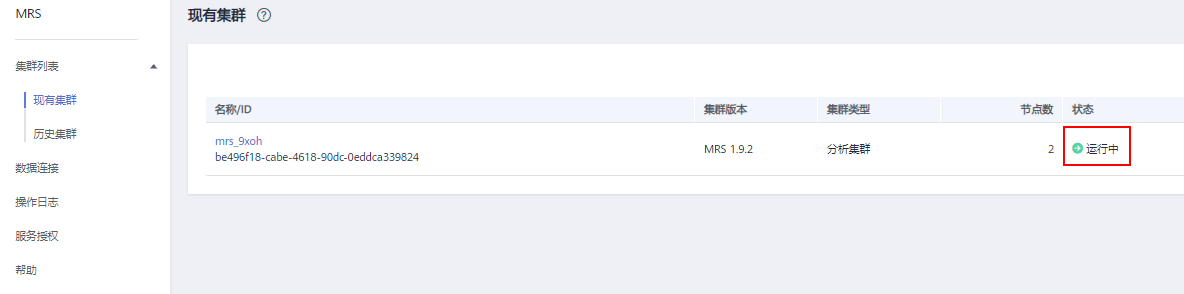 MRS
集群列表
现有集群
历史集群
数据连接
操作日志
服务授权
帮助
现有集群 ?
名称/ID 集群版本 集群类型 节点数 状态
mrs_9xoh
be496f18-cabe-4618-90dc-0eddca339824 MRS 1.9.2 分析集群 2 运行中